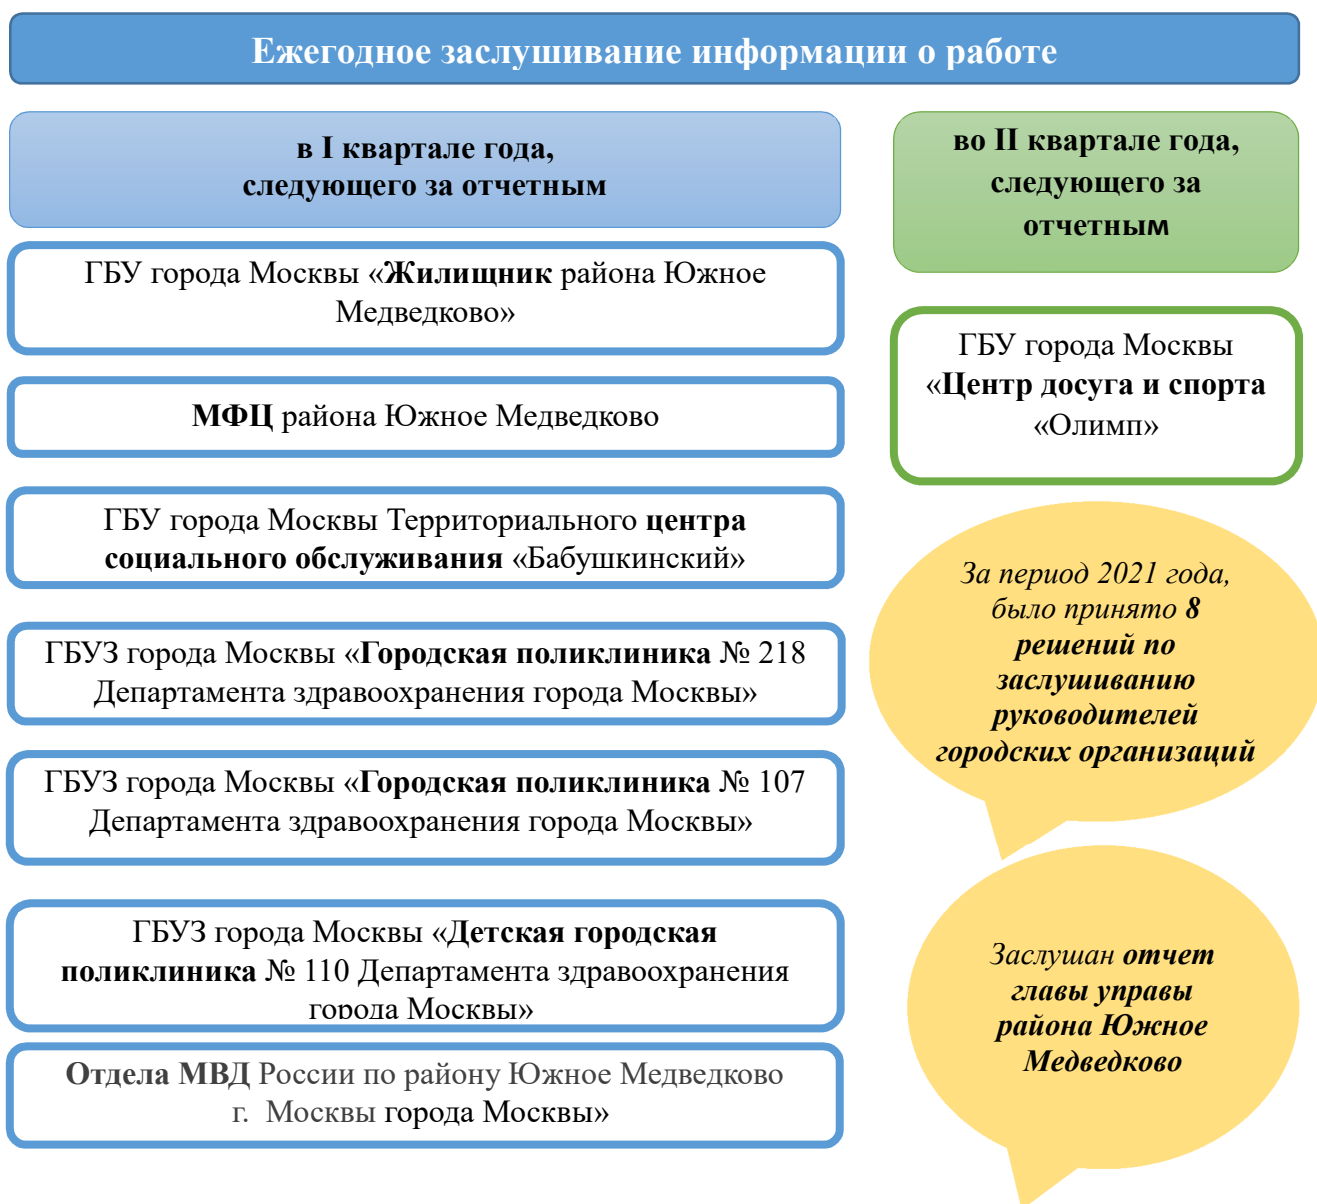 Ежегодное заслушивание информации о работе
в I квартале года,
следующего за отчетным
ГБУ города Москвы «Жилищник района Южное
Медведково»
МФЦ района Южное Медведково
ГБУ города Москвы Территориального центра
социального обслуживания «Бабушкинский»
ГБУЗ города Москвы «Городская поликлиника № 218
Департамента здравоохранения города Москвы»
ГБУЗ города Москвы «Городская поликлиника № 107
Департамента здравоохранения города Москвы»
ГБУЗ города Москвы «Детская городская
поликлиника № 110 Департамента здравоохранения
города Москвы»
Отдела МВД России по району Южное Медведково
г. Москвы города Москвы»
во II квартале года,
следующего за
отчетным
ГБУ города Москвы
«Центр досуга и спорта
«Олимп»
За период 2021 года,
было принято 8
решений по
заслушиванию
руководителей
городских организаций
Заслушан отчет
главы управы
района Южное
Медведково